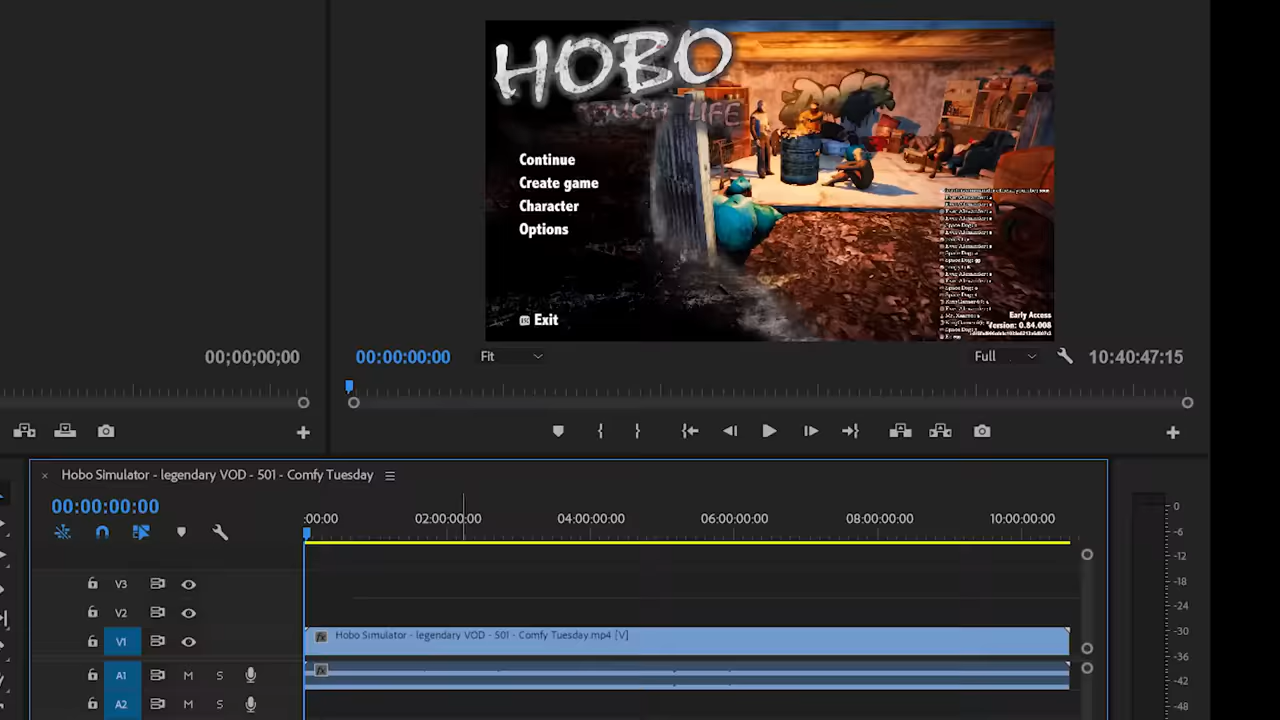 HOBO
TOUGH LIFE
Continue
Create game
Character
Options
Exit
Early Access
Version: 0.84.008
00;00;00;00
00:00:00:00
Fit
Full
10:40:47:15
Hobo Simulator - legendary VOD - 501 - Comfy Tuesday
00:00:00:00
:00:00
02:00:00:00
04:00:00:00
06:00:00:00
08:00:00:00
10:00:00:00
0
-6
-12
-18
-24
-30
-36
-42
-48
V3
V2
V1
fx Hobo Simulator - legendary VOD - 501 - Comfy Tuesday.mp4 [V]
A1 M S
fx
A2 M S